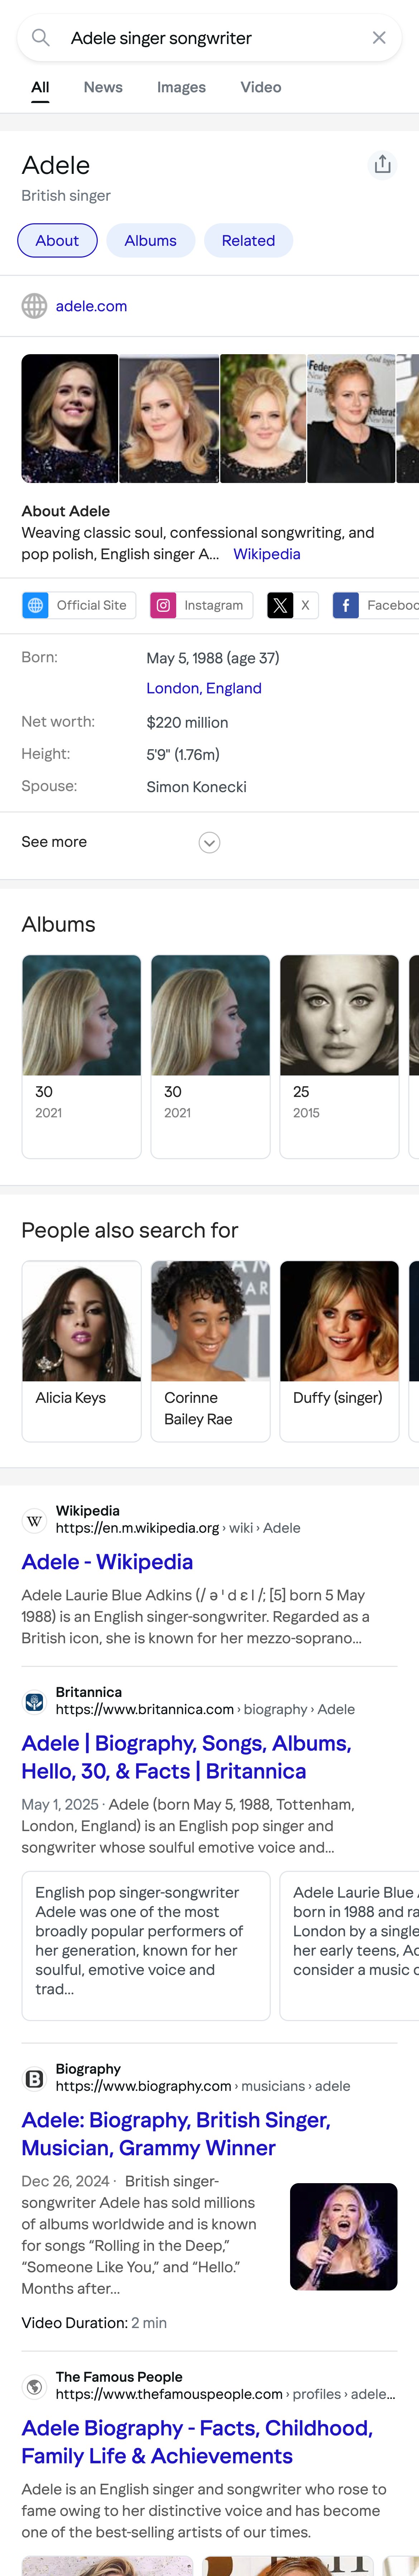 Adele singer songwriter
All News Images Video
Adele
British singer
About Albums Related
adele.com
About Adele
Weaving classic soul, confessional songwriting, and
pop polish, English singer A... Wikipedia
Official Site Instagram X Faceboo
Born: May 5, 1988 (age 37)
London, England
Net worth: $220 million
Height: 5'9" (1.76m)
Spouse: Simon Konecki
See more
Albums
30 30 25
2021 2021 2015
People also search for
Alicia Keys Corinne Duffy (singer)
Bailey Rae
W Wikipedia
https://en.m.wikipedia.org › wiki › Adele
Adele - Wikipedia
Adele Laurie Blue Adkins (/ ə ˈ d ɛ l /; [5] born 5 May
1988) is an English singer-songwriter. Regarded as a
British icon, she is known for her mezzo-soprano...
Britannica
https://www.britannica.com › biography › Adele
Adele | Biography, Songs, Albums,
Hello, 30, & Facts | Britannica
May 1, 2025 · Adele (born May 5, 1988, Tottenham,
London, England) is an English pop singer and
songwriter whose soulful emotive voice and...
English pop singer-songwriter Adele Laurie Blue
Adele was one of the most born in 1988 and ra
broadly popular performers of London by a single
her generation, known for her her early teens, Ad
soulful, emotive voice and consider a music c
trad...
B Biography
https://www.biography.com › musicians › adele
Adele: Biography, British Singer,
Musician, Grammy Winner
Dec 26, 2024 · British singer-
songwriter Adele has sold millions
of albums worldwide and is known
for songs “Rolling in the Deep,”
“Someone Like You,” and “Hello.”
Months after...
Video Duration: 2 min
The Famous People
https://www.thefamouspeople.com › profiles › adele...
Adele Biography - Facts, Childhood,
Family Life & Achievements
Adele is an English singer and songwriter who rose to
fame owing to her distinctive voice and has become
one of the best-selling artists of our times.